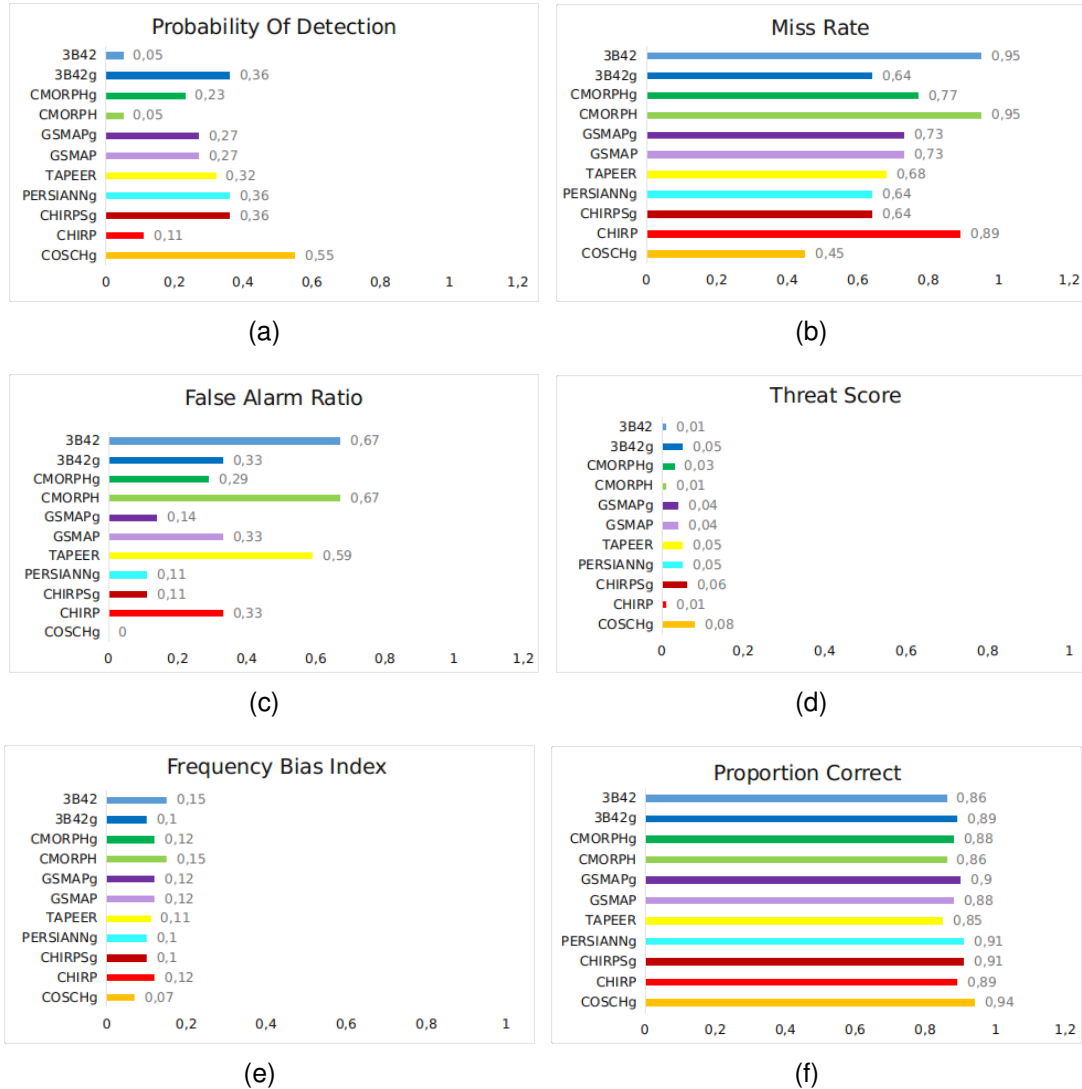 Probability Of Detection
3B42 0,05
3B42g 0,36
CMORPHg 0,23
CMORPH 0,05
GSMAPg 0,27
GSMAP 0,27
TAPEER 0,32
PERSIANNg 0,36
CHIRPSg 0,36
CHIRP 0,11
COSCHg 0,55
0 0,2 0,4 0,6 0,8 1 1,2
(a)
Miss Rate
3B42 0,95
3B42g 0,64
CMORPHg 0,77
CMORPH 0,95
GSMAPg 0,73
GSMAP 0,73
TAPEER 0,68
PERSIANNg 0,64
CHIRPSg 0,64
CHIRP 0,89
COSCHg 0,45
0 0,2 0,4 0,6 0,8 1 1,2
(b)
False Alarm Ratio
3B42 0,67
3B42g 0,33
CMORPHg 0,29
CMORPH 0,67
GSMAPg 0,14
GSMAP 0,33
TAPEER 0,59
PERSIANNg 0,11
CHIRPSg 0,11
CHIRP 0,33
COSCHg 0
0 0,2 0,4 0,6 0,8 1 1,2
(c)
Threat Score
3B42 0,01
3B42g 0,05
CMORPHg 0,03
CMORPH 0,01
GSMAPg 0,04
GSMAP 0,04
TAPEER 0,05
PERSIANNg 0,05
CHIRPSg 0,06
CHIRP 0,01
COSCHg 0,08
0 0,2 0,4 0,6 0,8 1
(d)
Frequency Bias Index
3B42 0,15
3B42g 0,1
CMORPHg 0,12
CMORPH 0,15
GSMAPg 0,12
GSMAP 0,12
TAPEER 0,11
PERSIANNg 0,1
CHIRPSg 0,1
CHIRP 0,12
COSCHg 0,07
0 0,2 0,4 0,6 0,8 1
(e)
Proportion Correct
3B42 0,86
3B42g 0,89
CMORPHg 0,88
CMORPH 0,86
GSMAPg 0,9
GSMAP 0,88
TAPEER 0,85
PERSIANNg 0,91
CHIRPSg 0,91
CHIRP 0,89
COSCHg 0,94
0 0,2 0,4 0,6 0,8 1 1,2
(f)